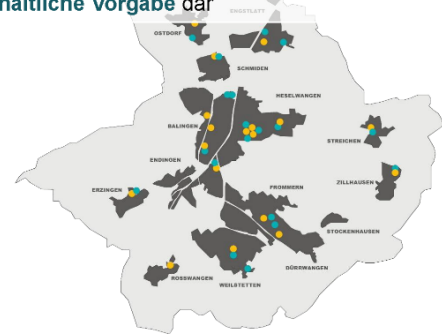 haltliche Vorgabe dar
ENGSTLATT
OSTDORF
SCHMIDEN
HESELWANGEN
BALINGEN
STREICHEN
ENDINGEN
ZILLHAUSEN
ERZINGEN
FROMMERN
STOCKENHAUSEN
DÜRRWANGEN
ROSSWANGEN
WEILSTETTEN